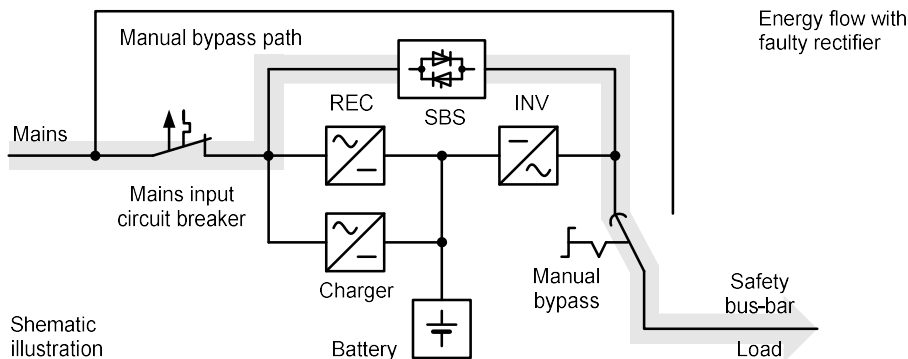 Manual bypass path
Energy flow with
faulty rectifier
REC
SBS
INV
Mains
Mains input
circuit breaker
Charger
Manual
bypass
Safety
bus-bar
Shematic
illustration
Battery
Load